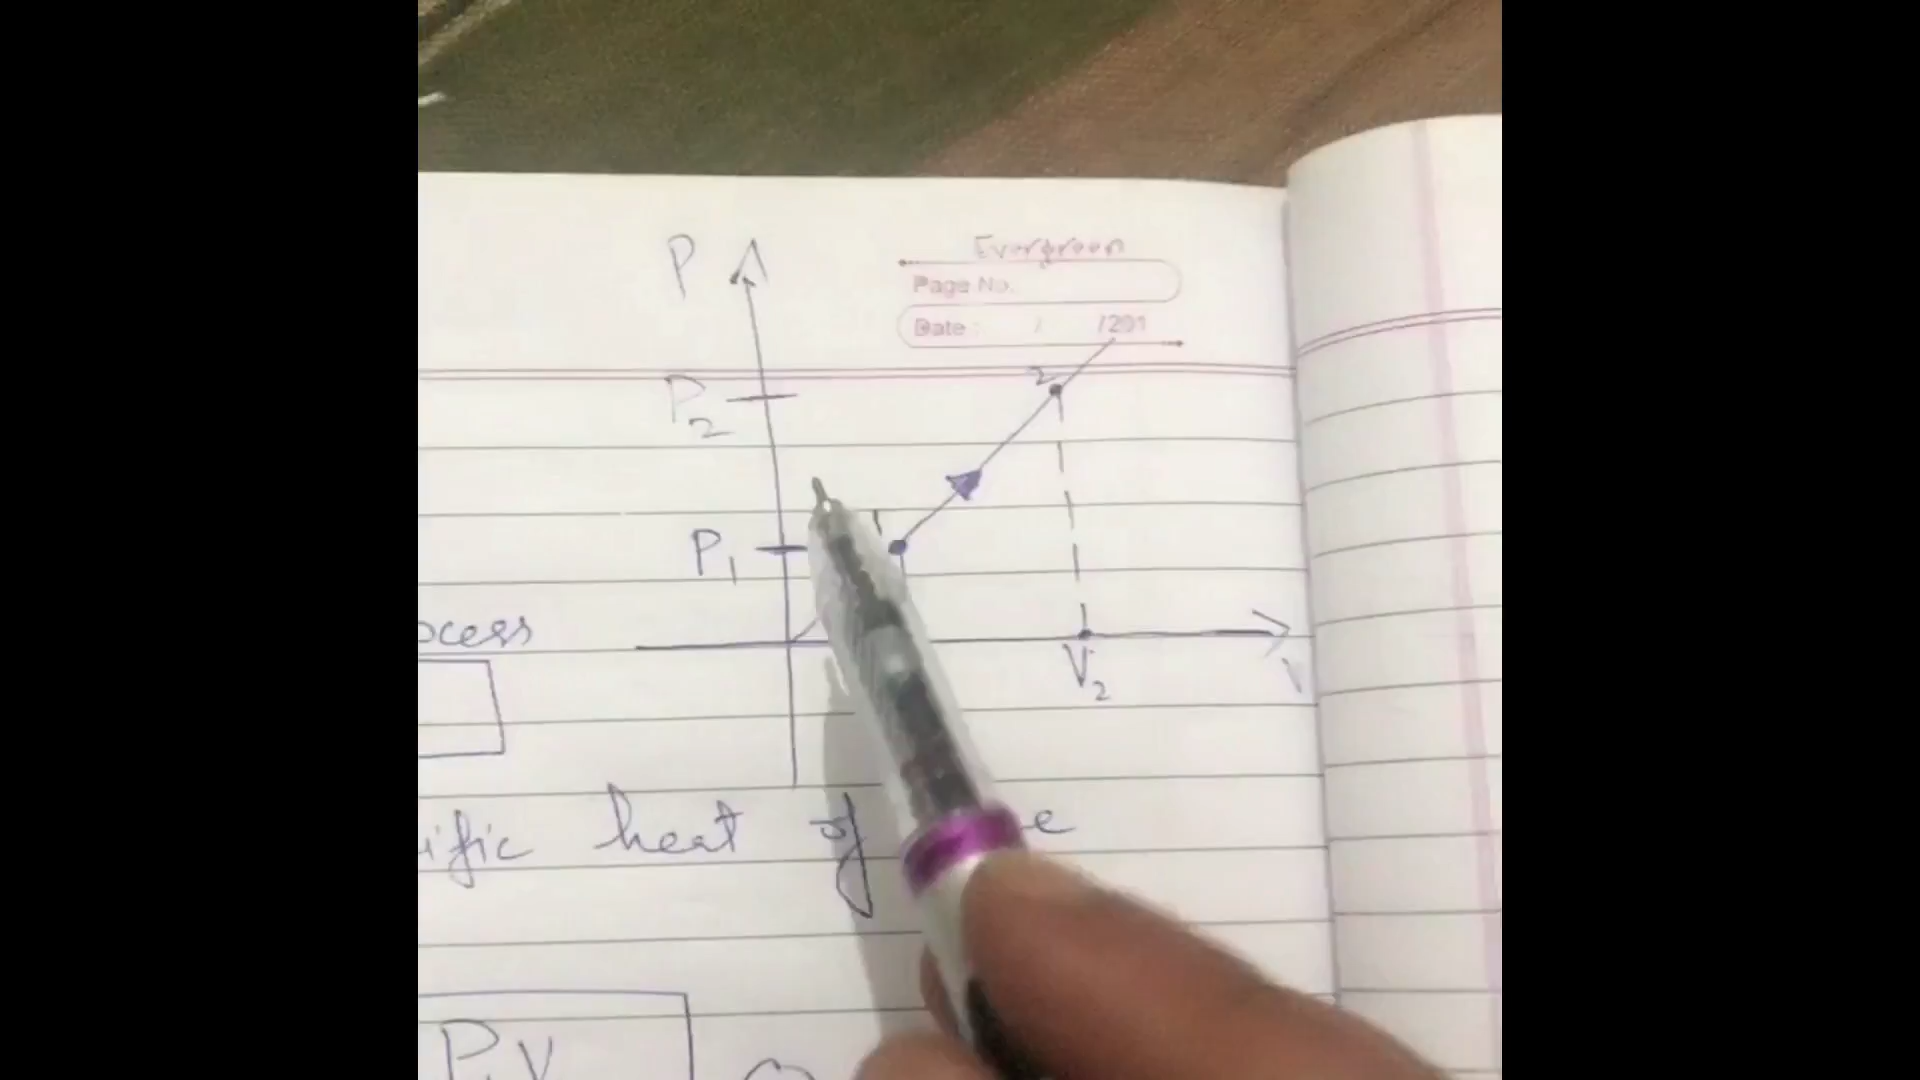 P
Evergreen
Page No.
Date : / /201
P2
2
1
P1
ocess
V2
V
ific heat of e
P1V